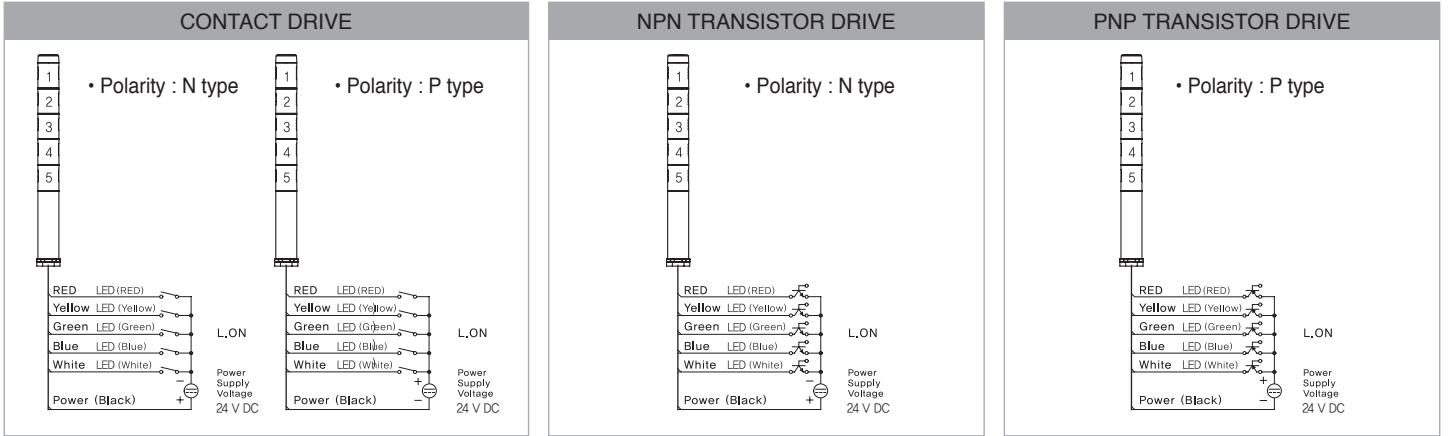 CONTACT DRIVE
• Polarity : N type
1
2
3
4
5
RED LED (RED)
Yellow LED (Yellow)
Green LED (Green)
Blue LED (Blue)
White LED (White)
Power (Black)
−
+
L.ON
Power
Supply
Voltage
24 V DC
• Polarity : P type
1
2
3
4
5
RED LED (RED)
Yellow LED (Yellow)
Green LED (Green)
Blue LED (Blue)
White LED (White)
Power (Black)
+
−
L.ON
Power
Supply
Voltage
24 V DC
NPN TRANSISTOR DRIVE
• Polarity : N type
1
2
3
4
5
RED LED (RED)
Yellow LED (Yellow)
Green LED (Green)
Blue LED (Blue)
White LED (White)
Power (Black)
−
+
L.ON
Power
Supply
Voltage
24 V DC
PNP TRANSISTOR DRIVE
• Polarity : P type
1
2
3
4
5
RED LED (RED)
Yellow LED (Yellow)
Green LED (Green)
Blue LED (Blue)
White LED (White)
Power (Black)
+
−
L.ON
Power
Supply
Voltage
24 V DC